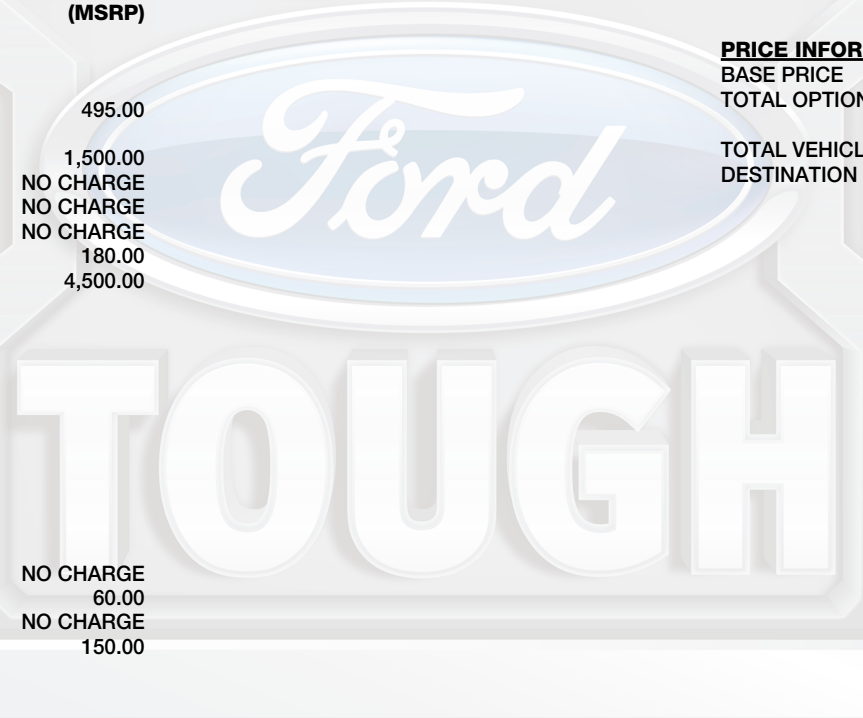 (MSRP)
495.00
1,500.00
NO CHARGE
NO CHARGE
NO CHARGE
180.00
4,500.00
NO CHARGE
60.00
NO CHARGE
150.00
PRICE INFOR
BASE PRICE
TOTAL OPTION
TOTAL VEHICL
DESTINATION
Ford
TOUGH